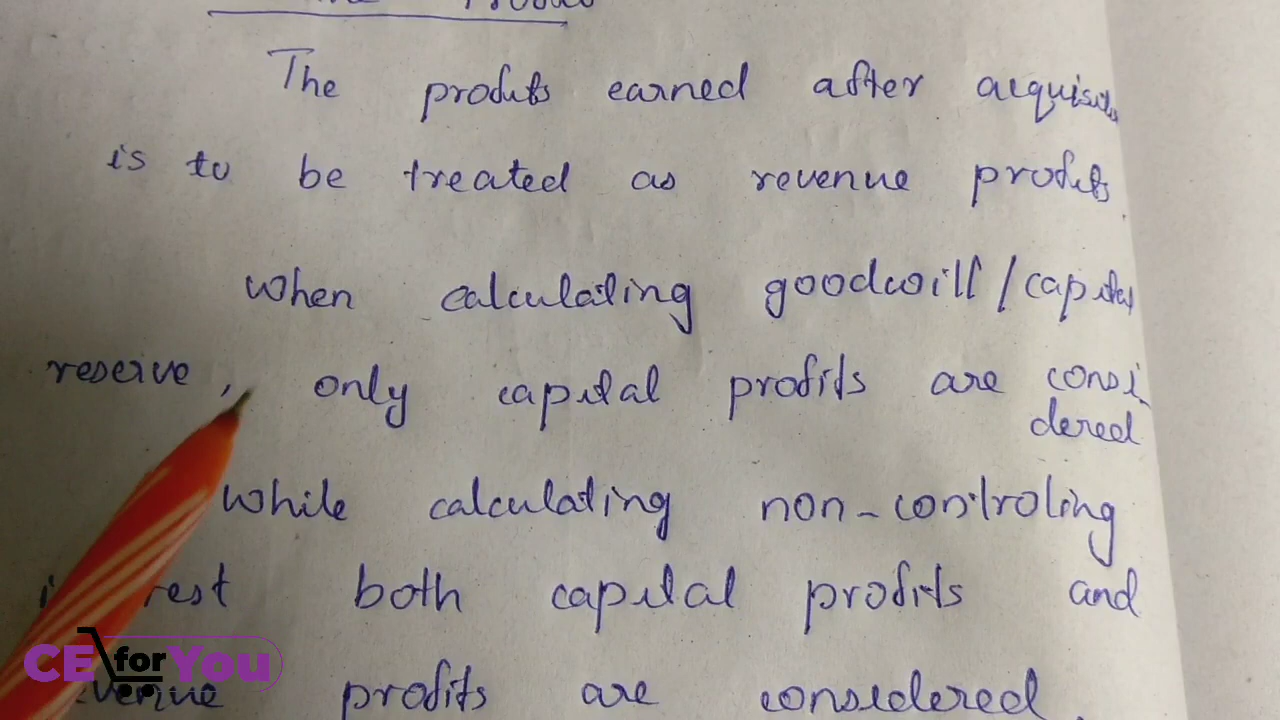 The profits earned after acquisition
is to be treated as revenue profits.
when calculating goodwill/capital
reserve, only capital profits are consi
dered
while calculating non-controling
both capital profits and
profits are considered.
CE for You